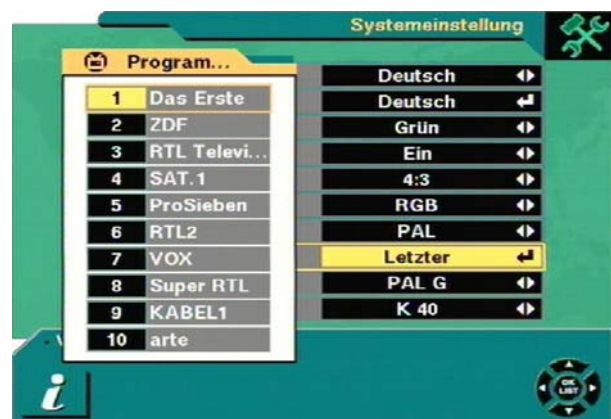 Systemeinstellung
Program...
1 Das Erste
2 ZDF
3 RTL Televi...
4 SAT.1
5 ProSieben
6 RTL2
7 VOX
8 Super RTL
9 KABEL1
10 arte
Deutsch
Deutsch
Grün
Ein
4:3
RGB
PAL
Letzter
PAL G
K 40
i
OK
LIST